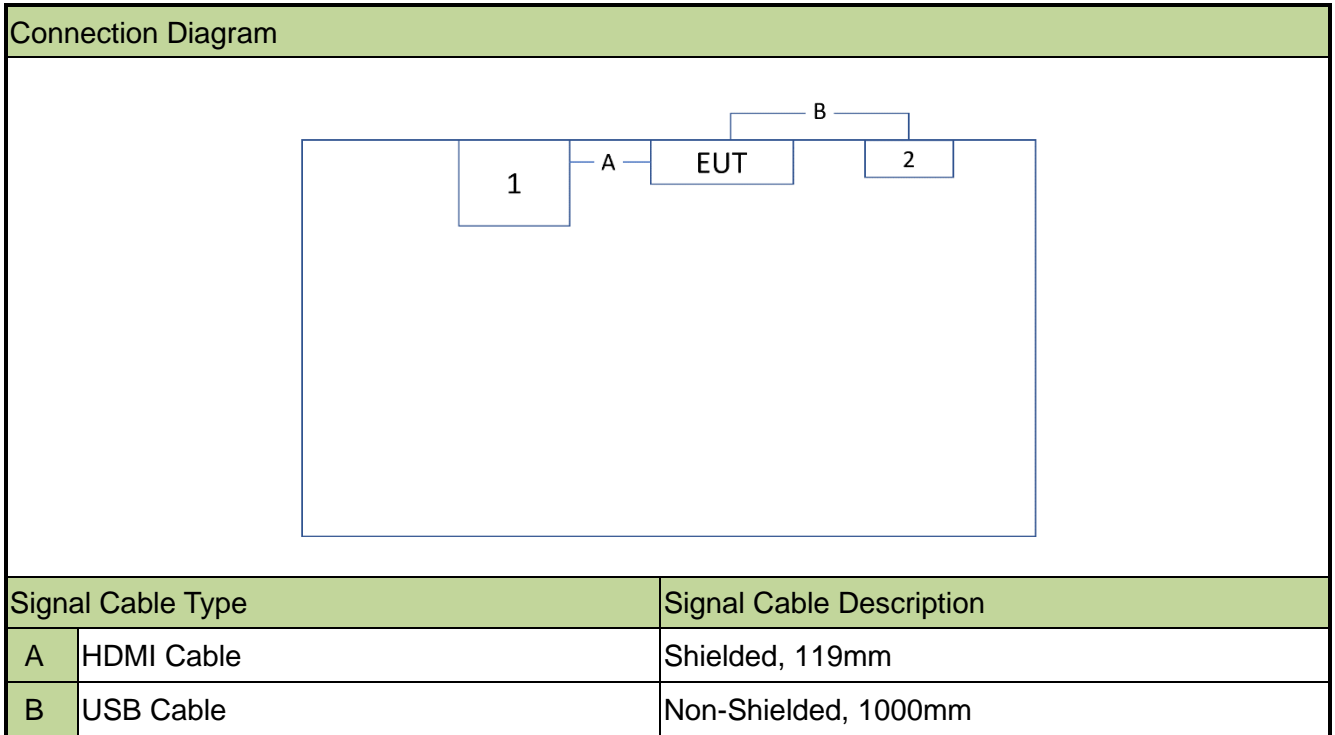 Connection Diagram
B
A
EUT
2
1
Signal Cable Type Signal Cable Description
A HDMI Cable Shielded, 119mm
B USB Cable Non-Shielded, 1000mm